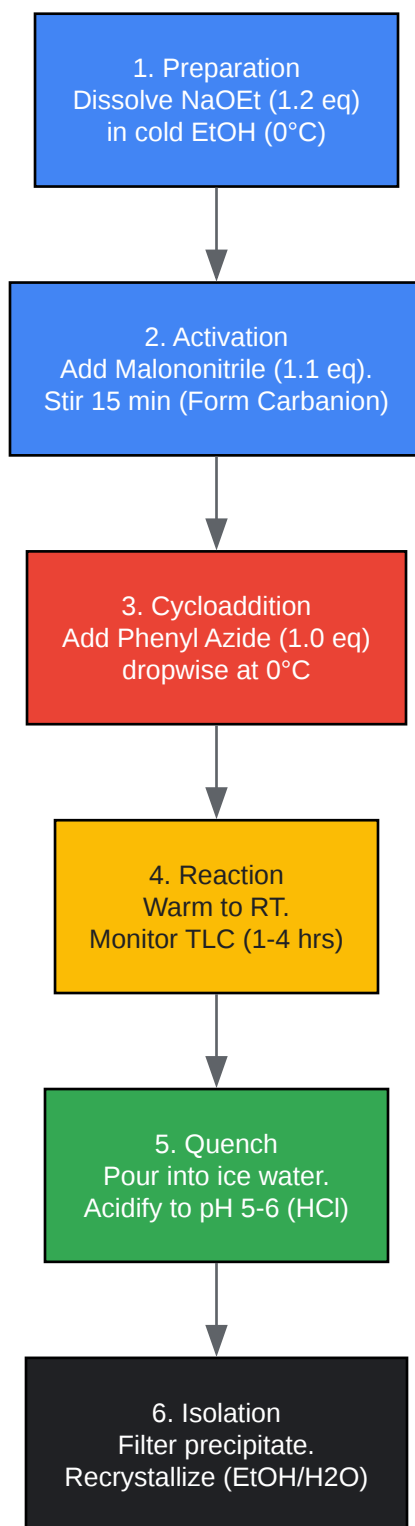 1. Preparation
Dissolve NaOEt (1.2 eq)
in cold EtOH (0°C)
2. Activation
Add Malononitrile (1.1 eq).
Stir 15 min (Form Carbanion)
3. Cycloaddition
Add Phenyl Azide (1.0 eq)
dropwise at 0°C
4. Reaction
Warm to RT.
Monitor TLC (1-4 hrs)
5. Quench
Pour into ice water.
Acidify to pH 5-6 (HCl)
6. Isolation
Filter precipitate.
Recrystallize (EtOH/H2O)